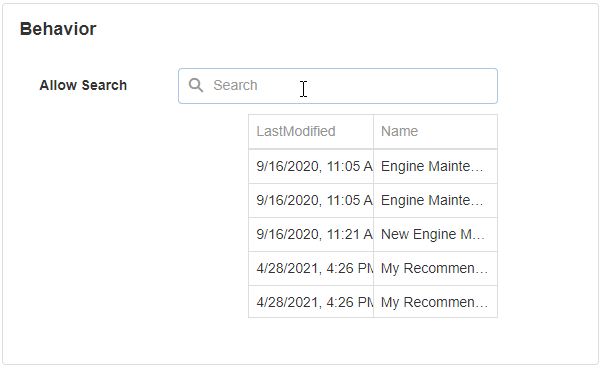 Behavior
Allow Search
Search
LastModified Name
9/16/2020, 11:05 A Engine Mainte…
9/16/2020, 11:05 A Engine Mainte…
9/16/2020, 11:21 A New Engine M…
4/28/2021, 4:26 PM My Recommen…
4/28/2021, 4:26 PM My Recommen…